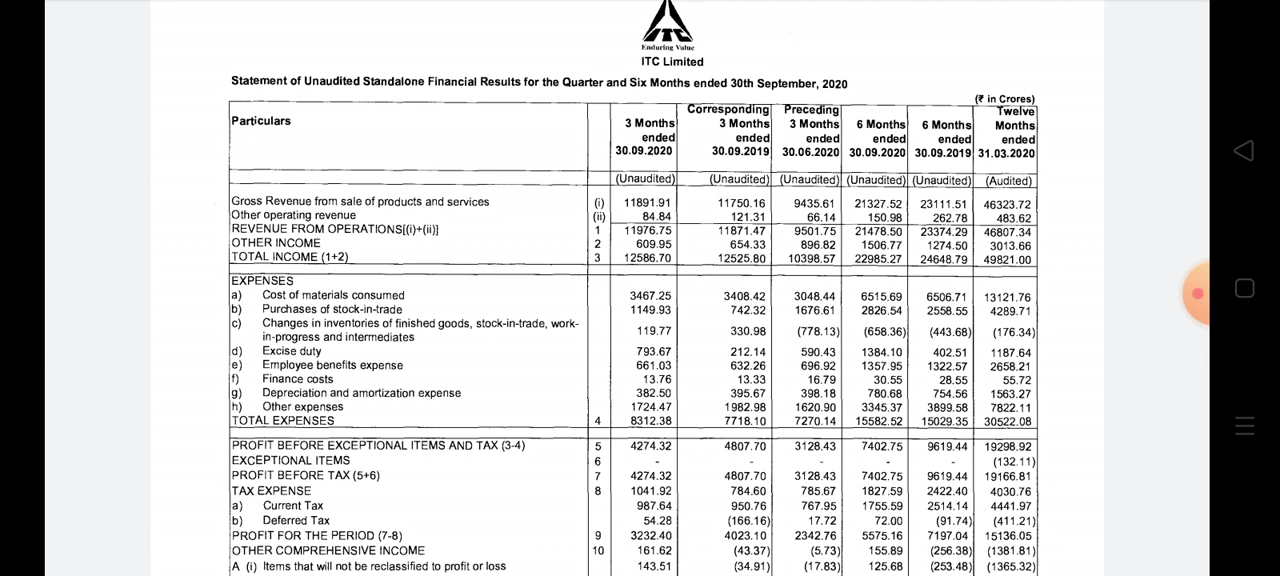 ITC
Enduring Value
ITC Limited
Statement of Unaudited Standalone Financial Results for the Quarter and Six Months ended 30th September, 2020
(₹ in Crores)
Particulars 3 Months ended 30.09.2020 Corresponding 3 Months ended 30.09.2019 Preceding 3 Months ended 30.06.2020 6 Months ended 30.09.2020 6 Months ended 30.09.2019 Twelve Months ended 31.03.2020
(Unaudited) (Unaudited) (Unaudited) (Unaudited) (Unaudited) (Audited)
Gross Revenue from sale of products and services (i) 11891.91 11750.16 9435.61 21327.52 23111.51 46323.72
Other operating revenue (ii) 84.84 121.31 66.14 150.98 262.78 483.62
REVENUE FROM OPERATIONS[(i)+(ii)] 1 11976.75 11871.47 9501.75 21478.50 23374.29 46807.34
OTHER INCOME 2 609.95 654.33 896.82 1506.77 1274.50 3013.66
TOTAL INCOME (1+2) 3 12586.70 12525.80 10398.57 22985.27 24648.79 49821.00
EXPENSES
a) Cost of materials consumed 3467.25 3408.42 3048.44 6515.69 6506.71 13121.76
b) Purchases of stock-in-trade 1149.93 742.32 1676.61 2826.54 2558.55 4289.71
c) Changes in inventories of finished goods, stock-in-trade, work-
in-progress and intermediates 119.77 330.98 (778.13) (658.36) (443.68) (176.34)
d) Excise duty 793.67 212.14 590.43 1384.10 402.51 1187.64
e) Employee benefits expense 661.03 632.26 696.92 1357.95 1322.57 2658.21
f) Finance costs 13.76 13.33 16.79 30.55 28.55 55.72
g) Depreciation and amortization expense 382.50 395.67 398.18 780.68 754.56 1563.27
h) Other expenses 1724.47 1982.98 1620.90 3345.37 3899.58 7822.11
TOTAL EXPENSES 4 8312.38 7718.10 7270.14 15582.52 15029.35 30522.08
PROFIT BEFORE EXCEPTIONAL ITEMS AND TAX (3-4) 5 4274.32 4807.70 3128.43 7402.75 9619.44 19298.92
EXCEPTIONAL ITEMS 6 - - - - - (132.11)
PROFIT BEFORE TAX (5+6) 7 4274.32 4807.70 3128.43 7402.75 9619.44 19166.81
TAX EXPENSE 8 1041.92 784.60 785.67 1827.59 2422.40 4030.76
a) Current Tax 987.64 950.76 767.95 1755.59 2514.14 4441.97
b) Deferred Tax 54.28 (166.16) 17.72 72.00 (91.74) (411.21)
PROFIT FOR THE PERIOD (7-8) 9 3232.40 4023.10 2342.76 5575.16 7197.04 15136.05
OTHER COMPREHENSIVE INCOME 10 161.62 (43.37) (5.73) 155.89 (256.38) (1381.81)
A (i) Items that will not be reclassified to profit or loss 143.51 (34.91) (17.83) 125.68 (253.48) (1365.32)